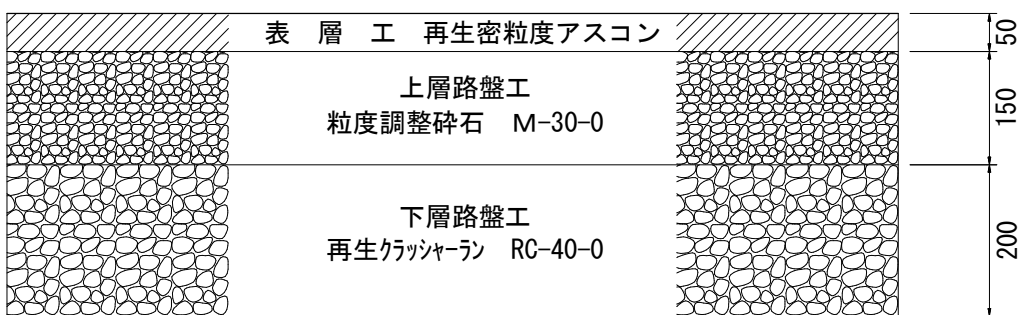 表 層 工 再生密粒度アスコン
50
上層路盤工
粒度調整砕石 M-30-0
150
下層路盤工
再生ｸﾗｯｼｬｰﾗﾝ RC-40-0
200